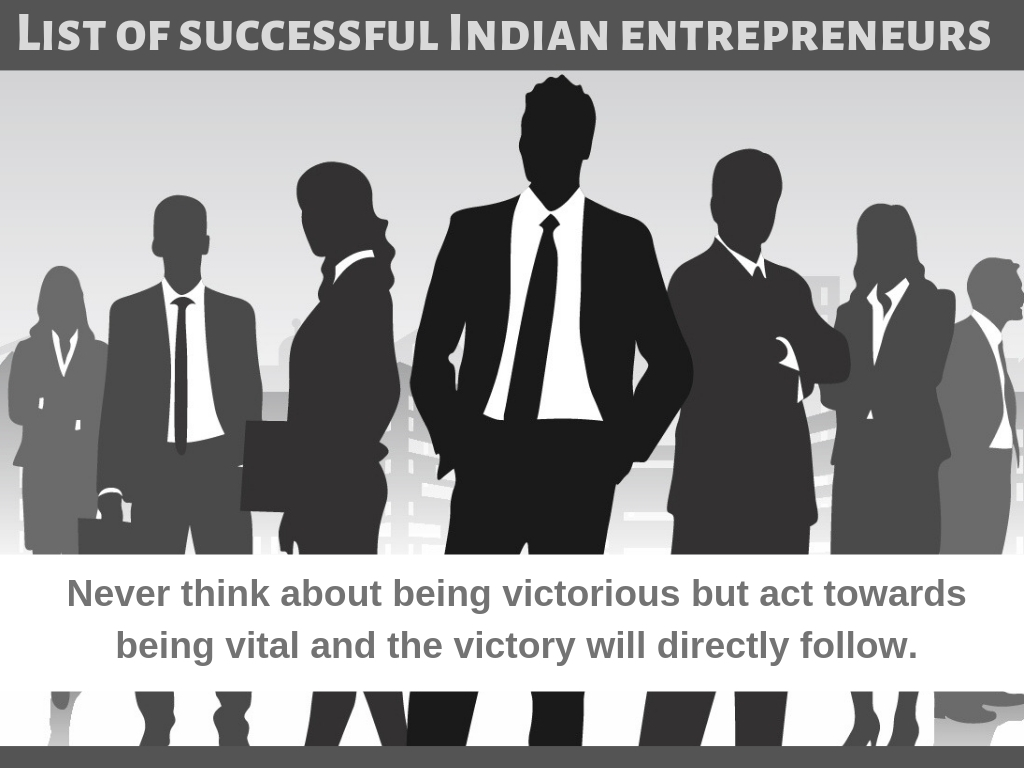 List of successful Indian entrepreneurs
Never think about being victorious but act towards
being vital and the victory will directly follow.